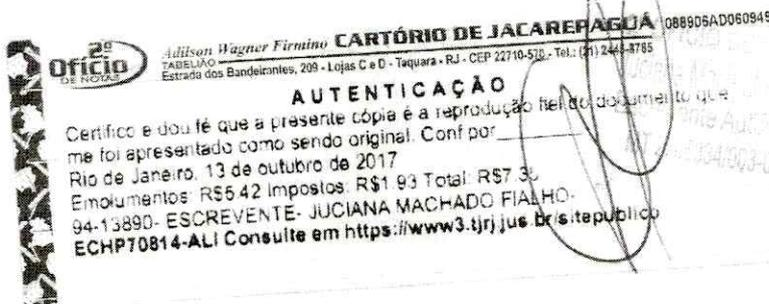 2º
Ofício
DE NOTAS
Adilson Wagner Firmino CARTÓRIO DE JACAREPAGUÁ 088906AD060949
TABELIÃO
Estrada dos Bandeirantes, 209 - Lojas C e D - Taquara - RJ - CEP 22710-570 - Tel.: (21) 2445-8765
AUTENTICAÇÃO
Certifico e dou fé que a presente cópia é a reprodução fiel do documento que
me foi apresentado como sendo original. Conf por
Rio de Janeiro, 13 de outubro de 2017
Emolumentos: R$5.42 Impostos: R$1.93 Total: R$7.35
94-13890- ESCREVENTE- JUCIANA MACHADO FIALHO-
ECHP70814-ALI Consulte em https://www3.tjrj.jus.br/sitepublico